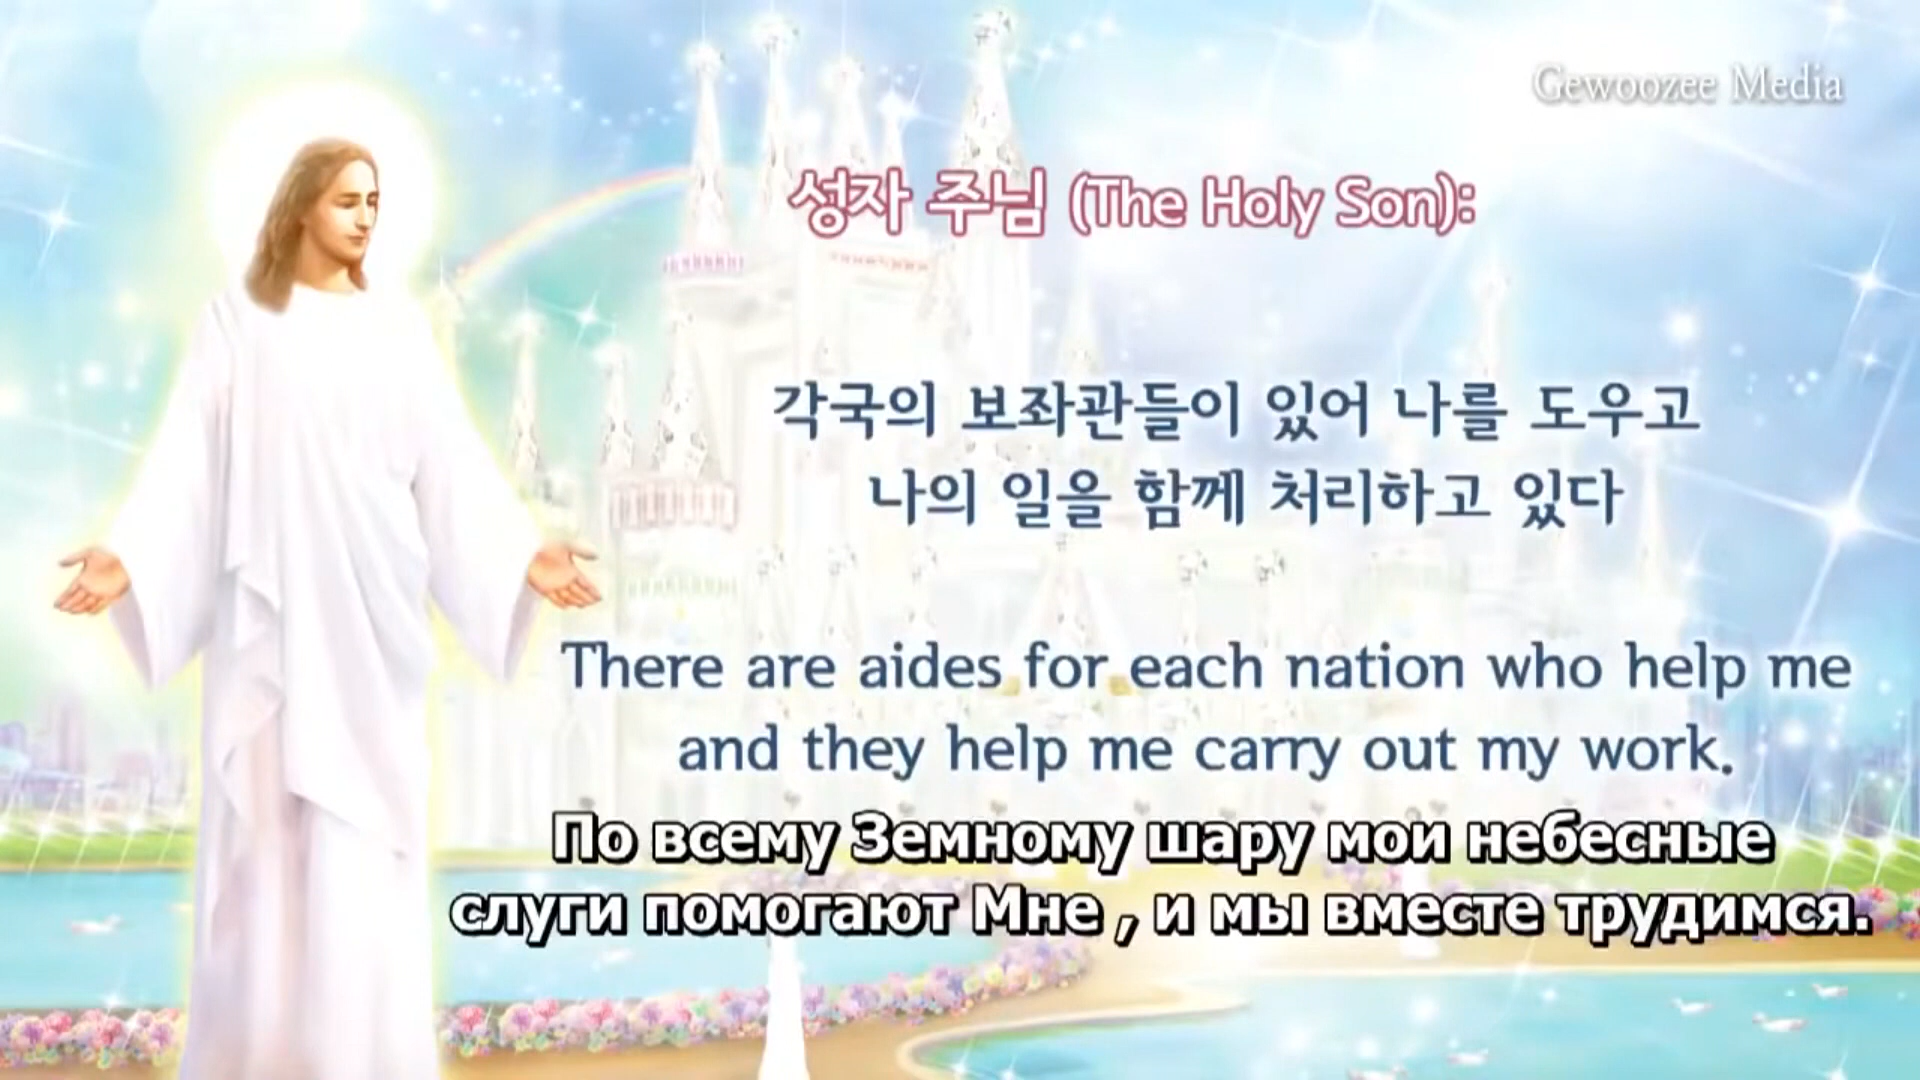 Gewoozee Media
성자 주님 (The Holy Son):
각국의 보좌관들이 있어 나를 도우고
나의 일을 함께 처리하고 있다
There are aides for each nation who help me
and they help me carry out my work.
По всему Земному шару мои небесные
слуги помогают Мне , и мы вместе трудимся.